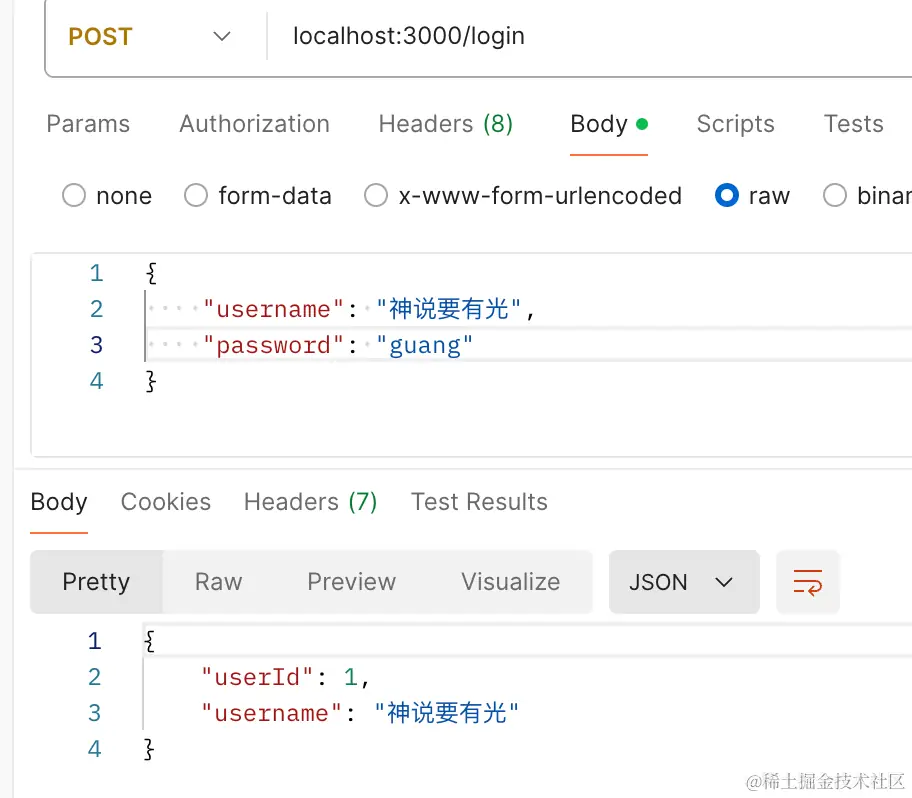 POST localhost:3000/login
Params Authorization Headers (8) Body Scripts Tests
none form-data x-www-form-urlencoded raw binar
1 {
2 "username": "神说要有光",
3 "password": "guang"
4 }
Body Cookies Headers (7) Test Results
Pretty Raw Preview Visualize JSON
1 {
2 "userId": 1,
3 "username": "神说要有光"
4 }
@稀土掘金技术社区